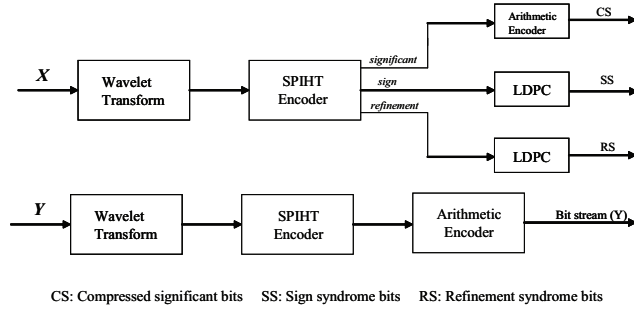 Arithmetic
Encoder
CS
significant
X
Wavelet
Transform
SPIHT
Encoder
sign
LDPC
SS
refinement
LDPC
RS
Y
Wavelet
Transform
SPIHT
Encoder
Arithmetic
Encoder
Bit stream (Y)
CS: Compressed significant bits SS: Sign syndrome bits RS: Refinement syndrome bits